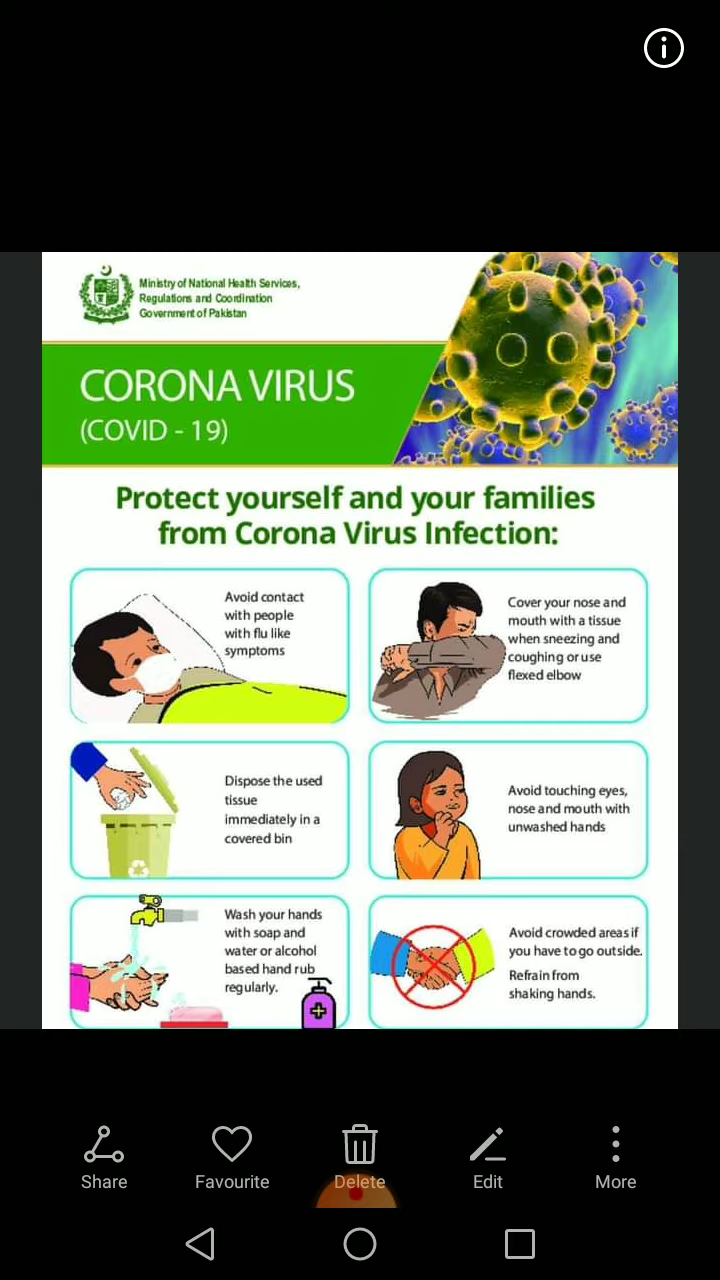 Ministry of National Health Services,
Regulations and Coordination
Government of Pakistan
CORONA VIRUS
(COVID - 19)
Protect yourself and your families
from Corona Virus Infection:
Avoid contact
with people
with flu like
symptoms
Cover your nose and
mouth with a tissue
when sneezing and
coughing or use
flexed elbow
Dispose the used
tissue
immediately in a
covered bin
Avoid touching eyes,
nose and mouth with
unwashed hands
Wash your hands
with soap and
water or alcohol
based hand rub
regularly.
Avoid crowded areas if
you have to go outside.
Refrain from
shaking hands.
Share
Favourite
Delete
Edit
More